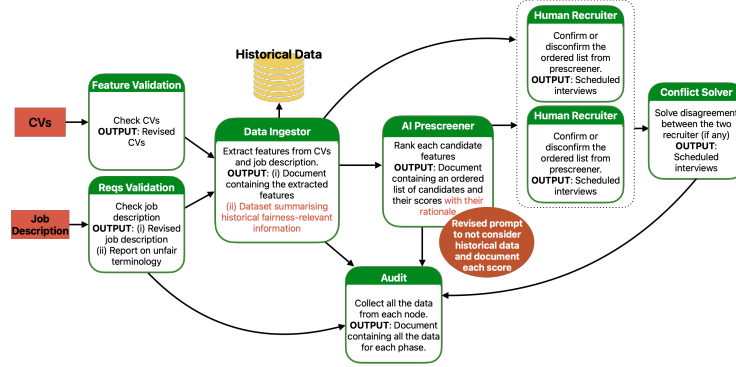 Historical Data
CVs
Feature Validation
Check CVs
OUTPUT: Revised
CVs
Job
Description
Reqs Validation
Check job
description
OUTPUT: (i) Revised
job description
(ii) Report on unfair
terminology
Data Ingestor
Extract features from CVs
and job description.
OUTPUT: (i) Document
containing the extracted
features
(ii) Dataset summarising
historical fairness-relevant
information
AI Prescreener
Rank each candidate
features
OUTPUT: Document
containing an ordered
list of candidates and
their scores with their
rationale
Revised prompt
to not consider
historical data
and document
each score
Human Recruiter
Confirm or
disconfirm the
ordered list from
prescreener.
OUTPUT: Scheduled
interviews
Human Recruiter
Confirm or
disconfirm the
ordered list from
prescreener.
OUTPUT: Scheduled
interviews
Conflict Solver
Solve disagreement
between the two
recruiter (if any)
OUTPUT:
Scheduled
interviews
Audit
Collect all the data
from each node.
OUTPUT: Document
containing all the data
for each phase.